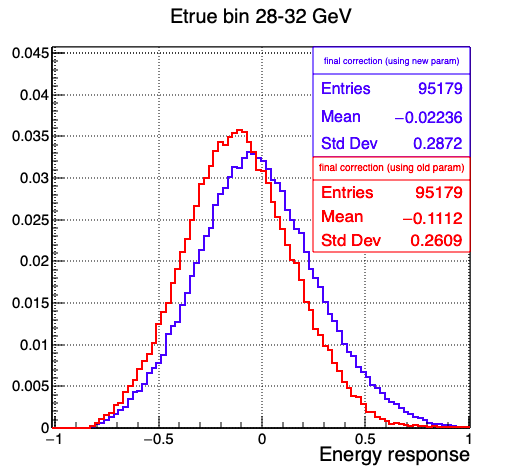 Etrue bin 28-32 GeV
0.045
0.04
0.035
0.03
0.025
0.02
0.015
0.01
0.005
0
−1
−0.5
0
0.5
1
Energy response
final correction (using new param)
Entries 95179
Mean −0.02236
Std Dev 0.2872
final correction (using old param)
Entries 95179
Mean −0.1112
Std Dev 0.2609